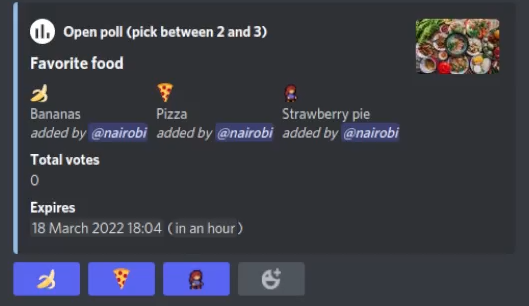 Open poll (pick between 2 and 3)
Favorite food
Bananas Pizza Strawberry pie
added by @nairobi added by @nairobi added by @nairobi
Total votes
0
Expires
18 March 2022 18:04 (in an hour)